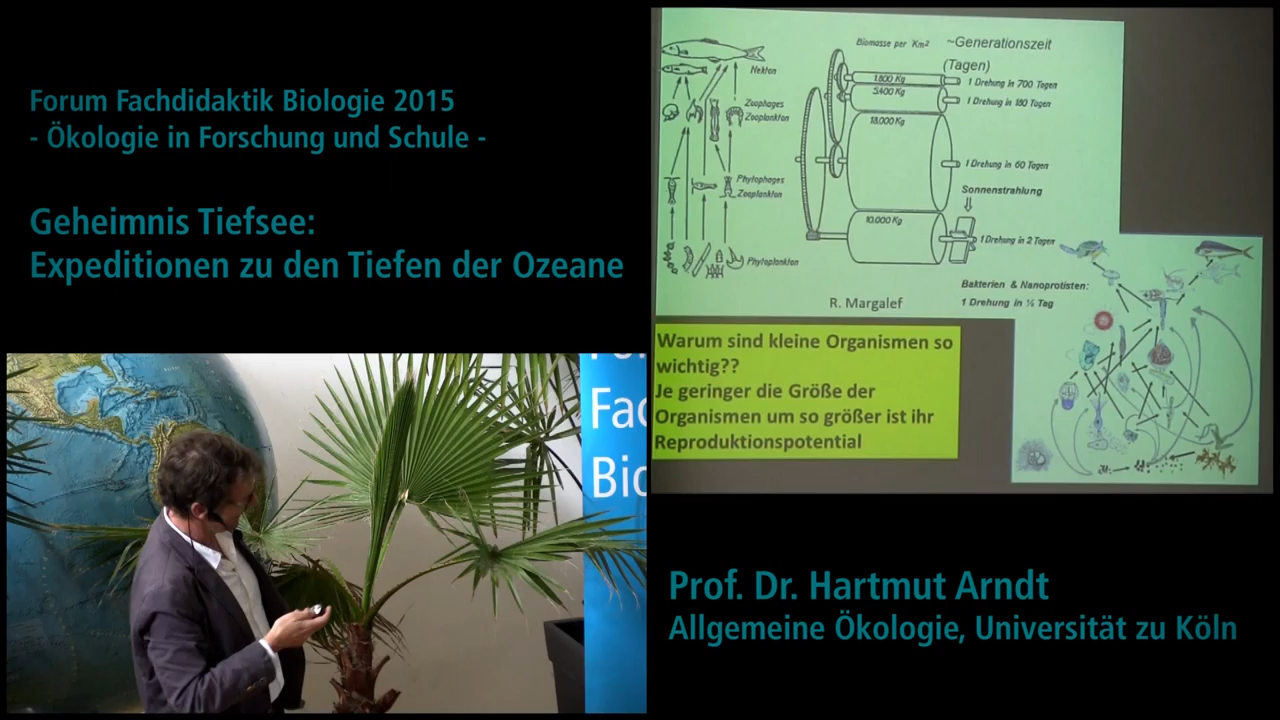 Forum Fachdidaktik Biologie 2015
- Ökologie in Forschung und Schule -
Geheimnis Tiefsee:
Expeditionen zu den Tiefen der Ozeane
Fac
Bio
Biomasse per Km²
~Generationszeit
(Tagen)
Nekton
1.800 Kg
1 Drehung in 700 Tagen
5.400 Kg
1 Drehung in 180 Tagen
Zoophages
Zooplankton
18.000 Kg
1 Drehung in 60 Tagen
Phytophages
Zooplankton
Sonnenstrahlung
10.000 Kg
1 Drehung in 2 Tagen
Phytoplankton
Bakterien & Nanoprotisten:
1 Drehung in ½ Tag
R. Margalef
Warum sind kleine Organismen so
wichtig??
Je geringer die Größe der
Organismen um so größer ist ihr
Reproduktionspotential
Prof. Dr. Hartmut Arndt
Allgemeine Ökologie, Universität zu Köln